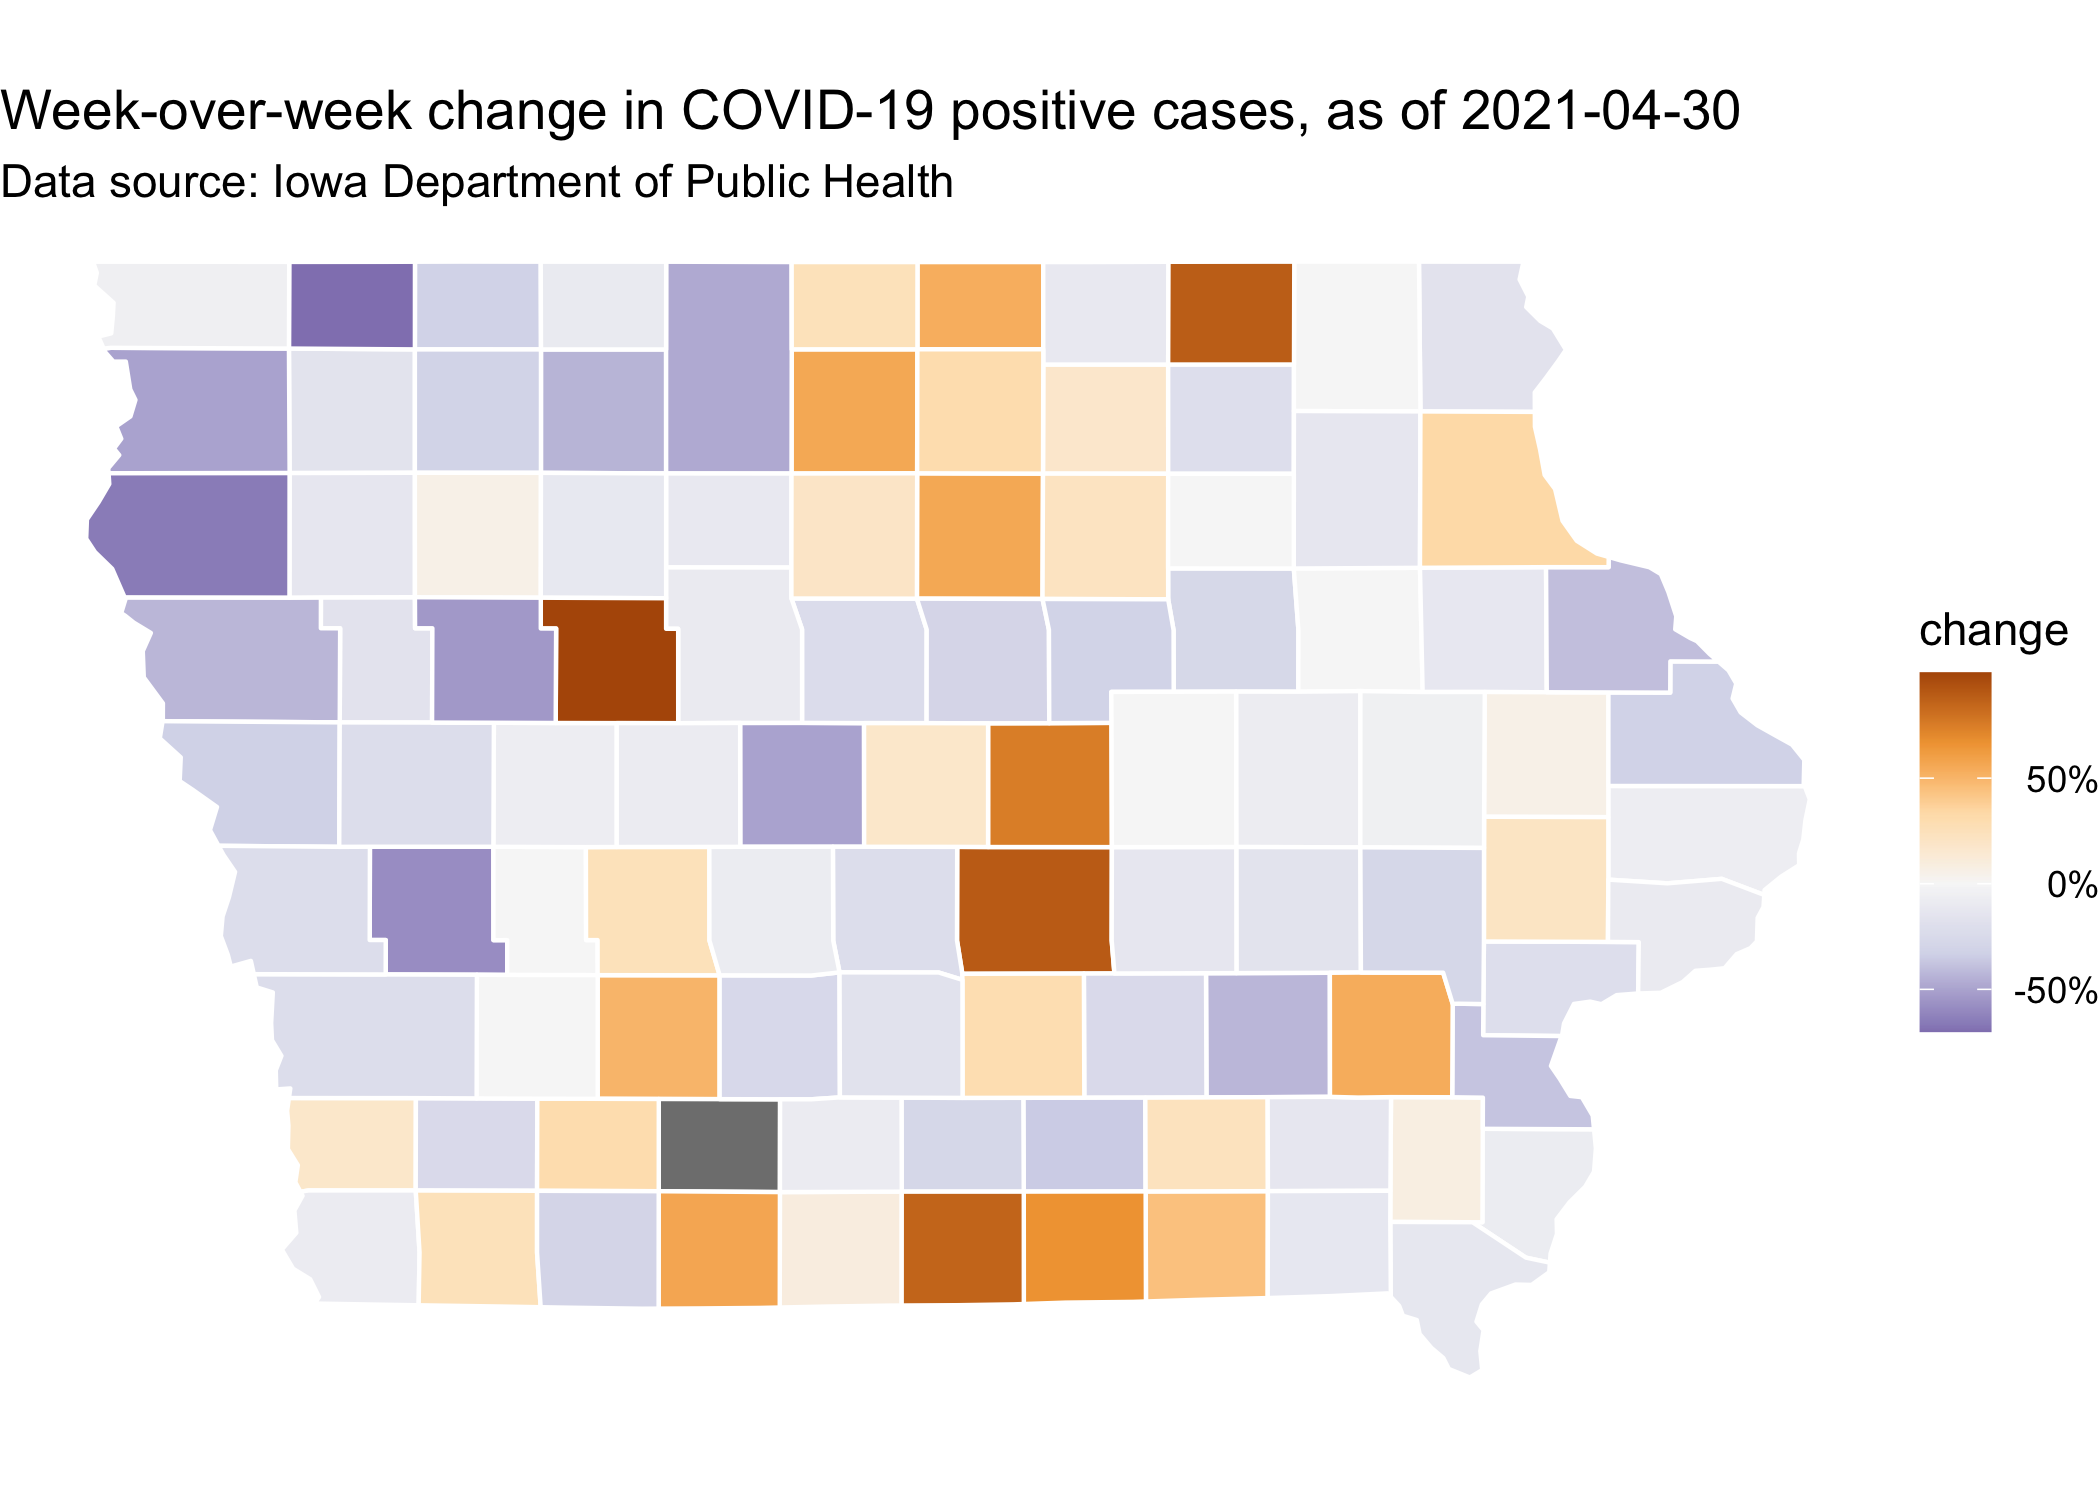 Week-over-week change in COVID-19 positive cases, as of 2021-04-30
Data source: Iowa Department of Public Health
change
50%
0%
-50%